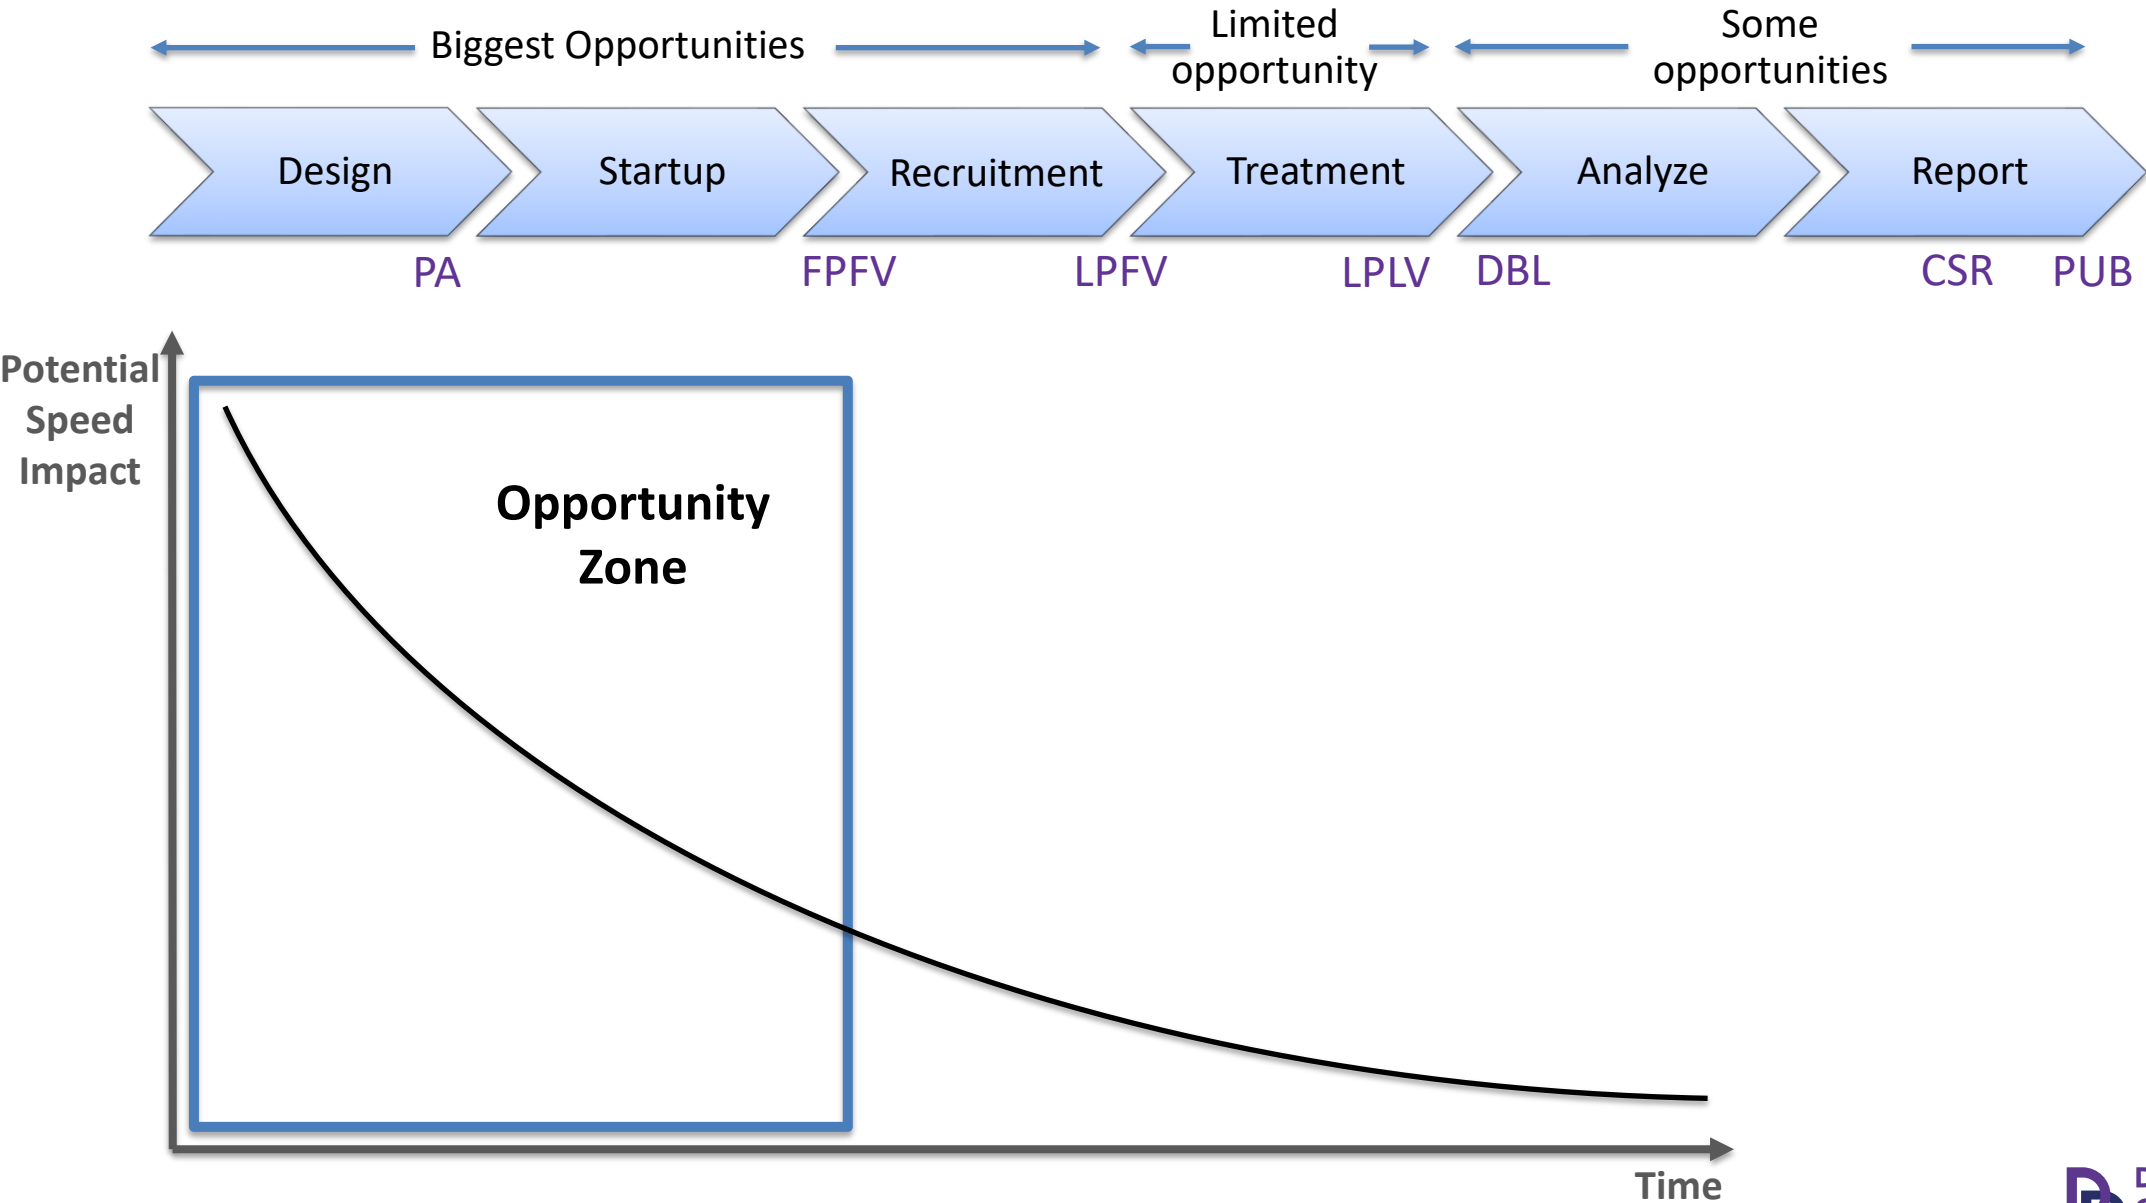 Biggest Opportunities
Limited
opportunity
Some
opportunities
Design
Startup
Recruitment
Treatment
Analyze
Report
PA
FPFV
LPFV
LPLV
DBL
CSR
PUB
Potential
Speed
Impact
Opportunity
Zone
Time